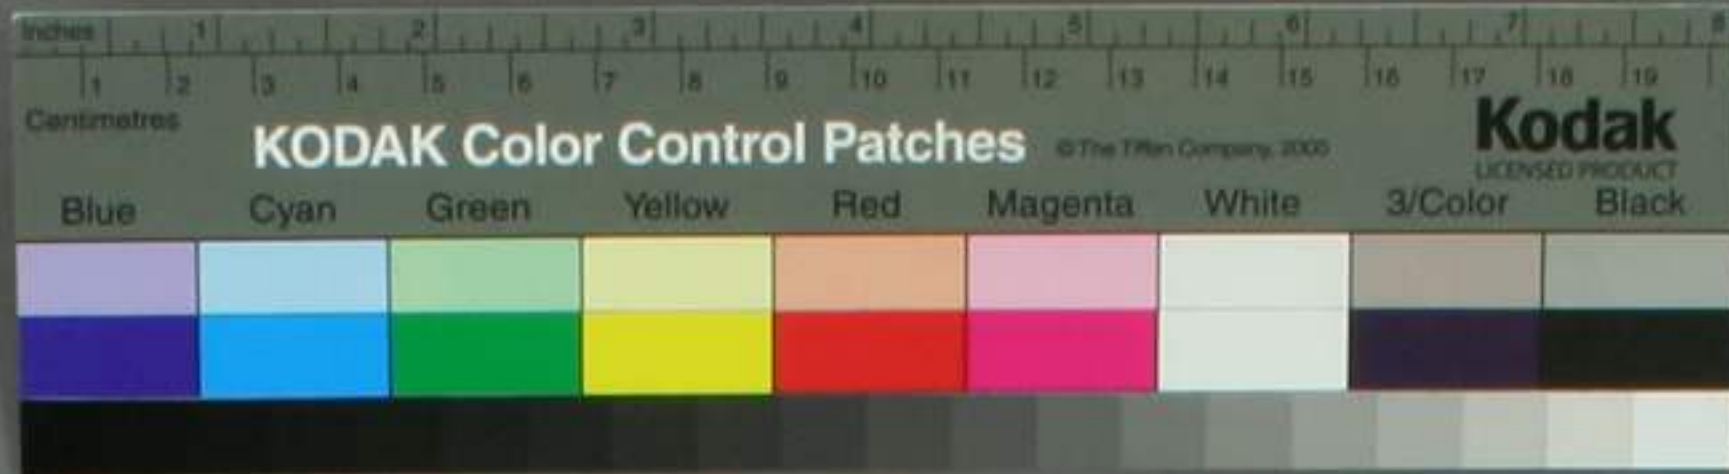 Inches 1 2 3 4 5 6 7 8
1 2 3 4 5 6 7 8 9 10 11 12 13 14 15 16 17 18 19
Centimetres
KODAK Color Control Patches
©The Tiffen Company, 2000
Kodak
LICENSED PRODUCT
Blue Cyan Green Yellow Red Magenta White 3/Color Black